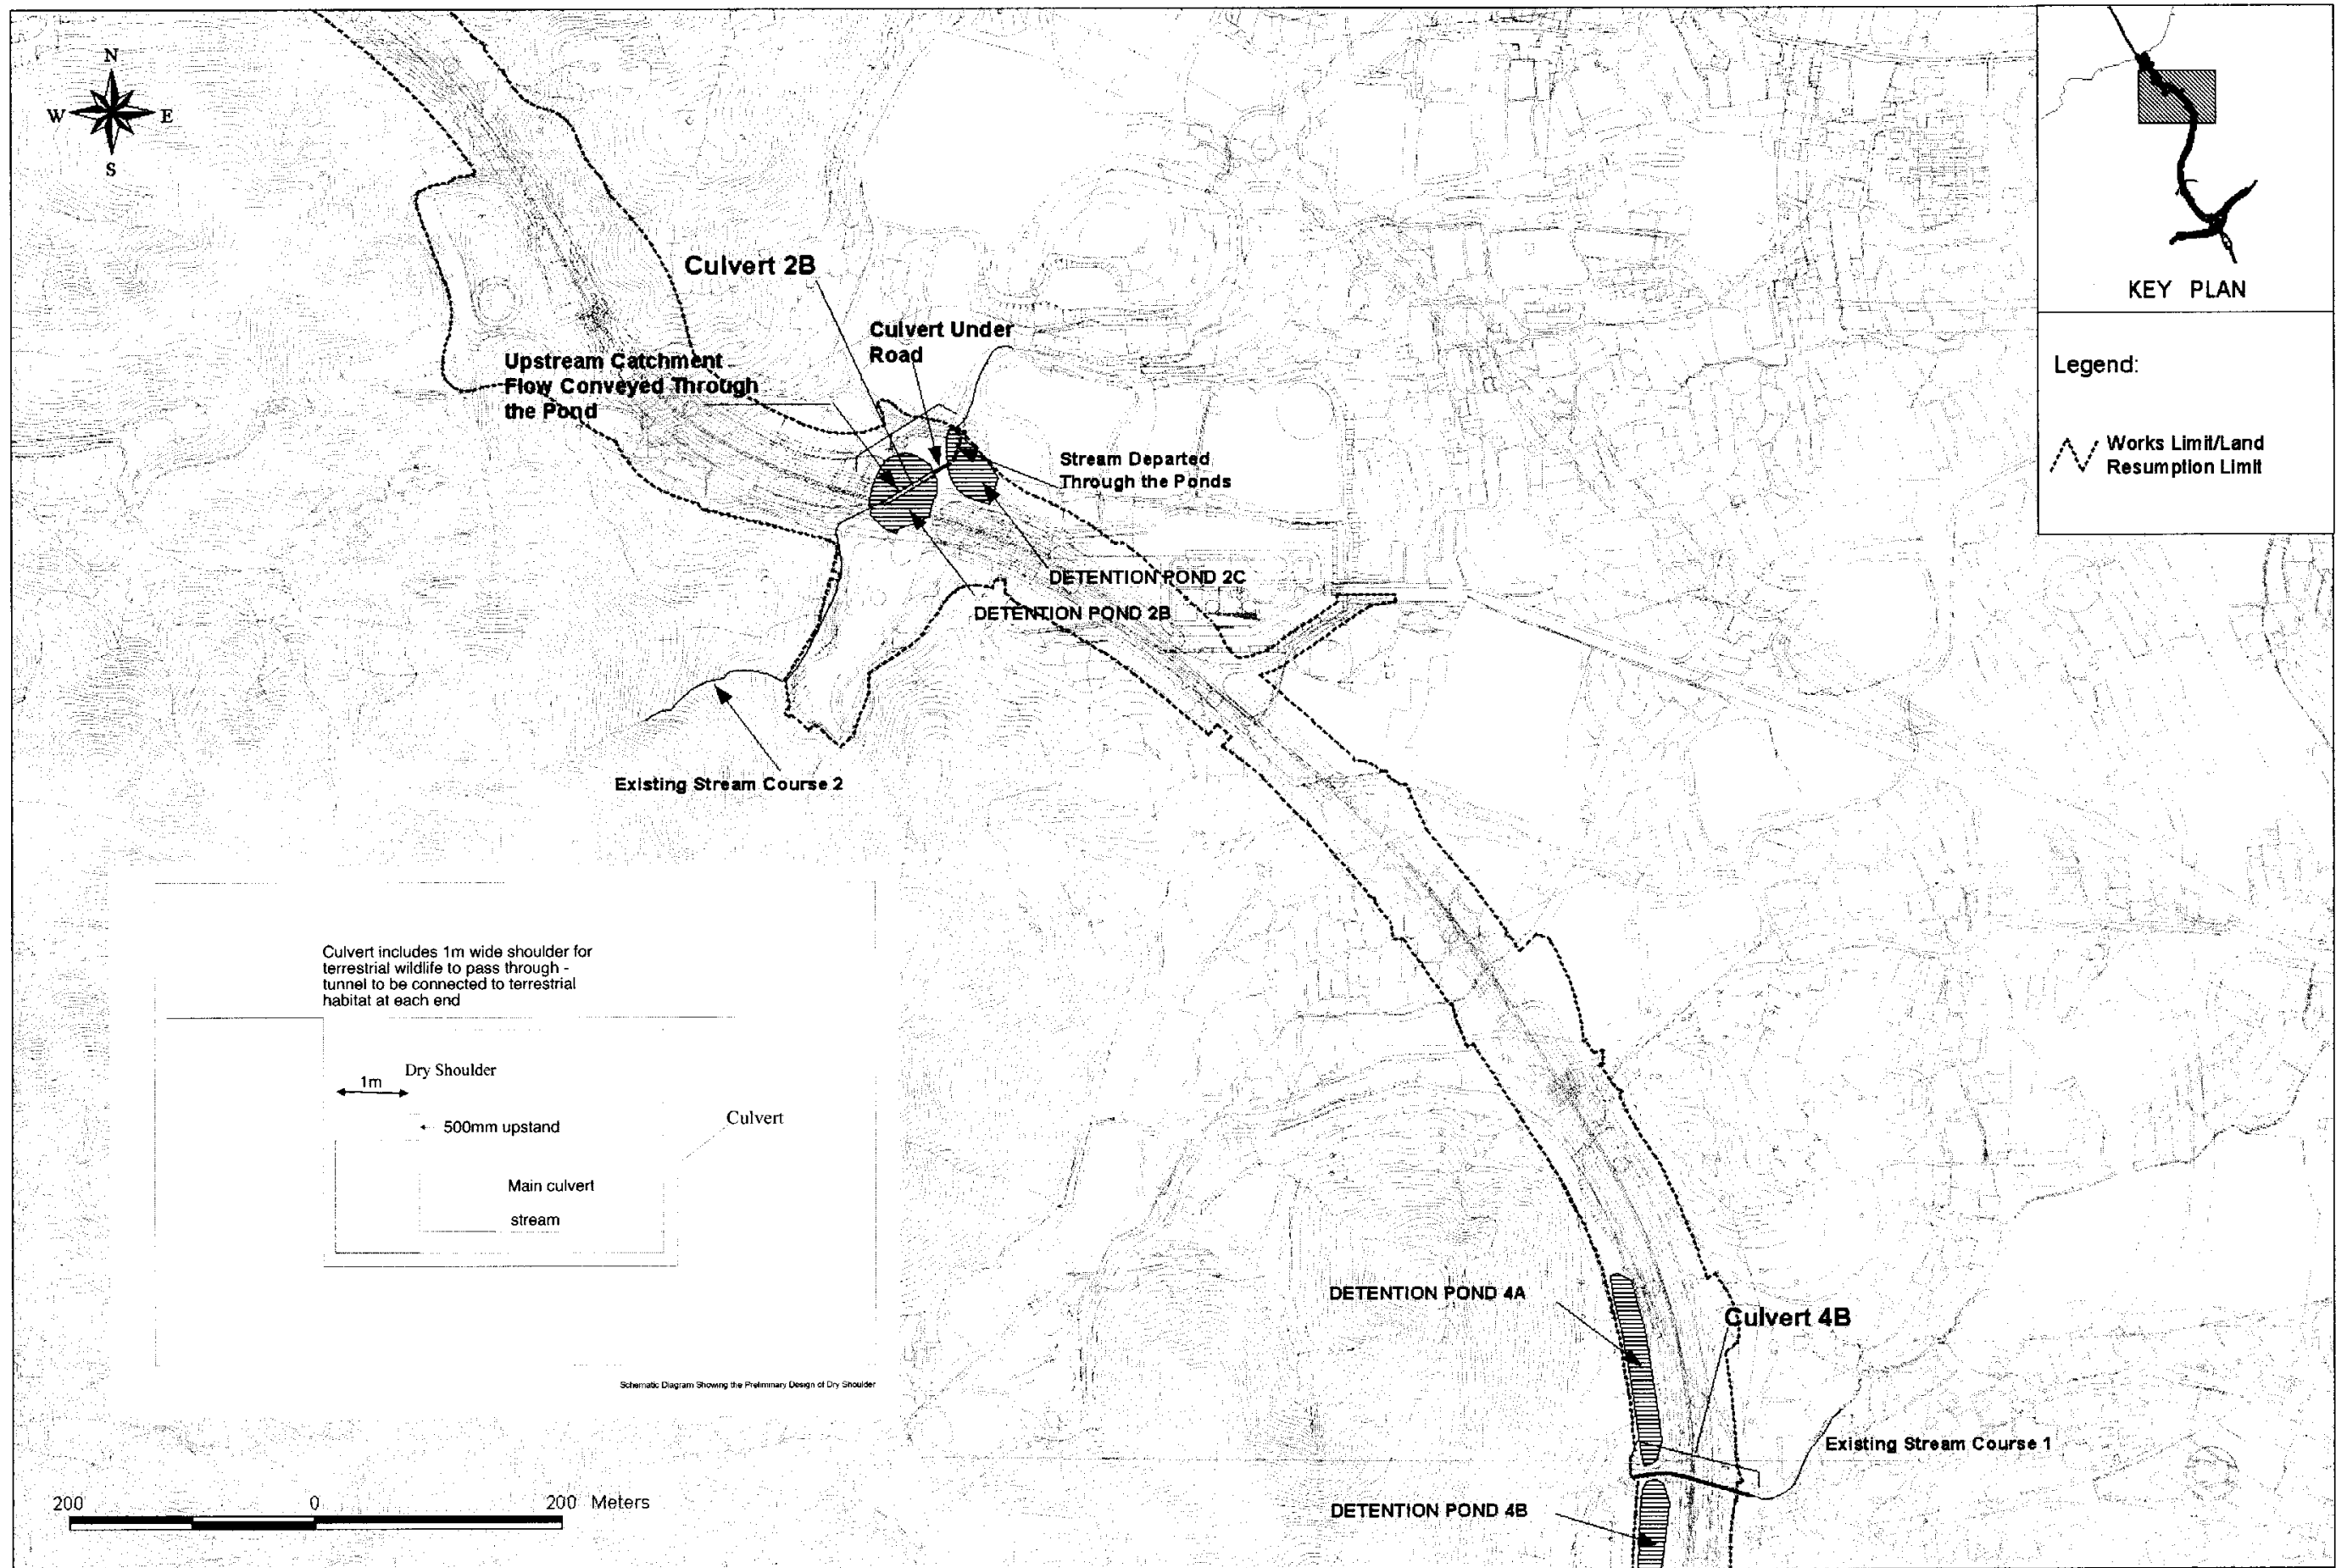 N
W
E
S
KEY PLAN
Legend:
Works Limit/Land
Resumption Limit
Culvert 2B
Culvert Under
Road
Upstream Catchment
Flow Conveyed Through
the Pond
Stream Departed
Through the Ponds
DETENTION POND 2C
DETENTION POND 2B
Existing Stream Course 2
Culvert includes 1m wide shoulder for
terrestrial wildlife to pass through -
tunnel to be connected to terrestrial
habitat at each end
Dry Shoulder
1m
500mm upstand
Culvert
Main culvert
stream
Schematic Diagram Showing the Preliminary Design of Dry Shoulder
DETENTION POND 4A
Culvert 4B
Existing Stream Course 1
DETENTION POND 4B
200
0
200 Meters